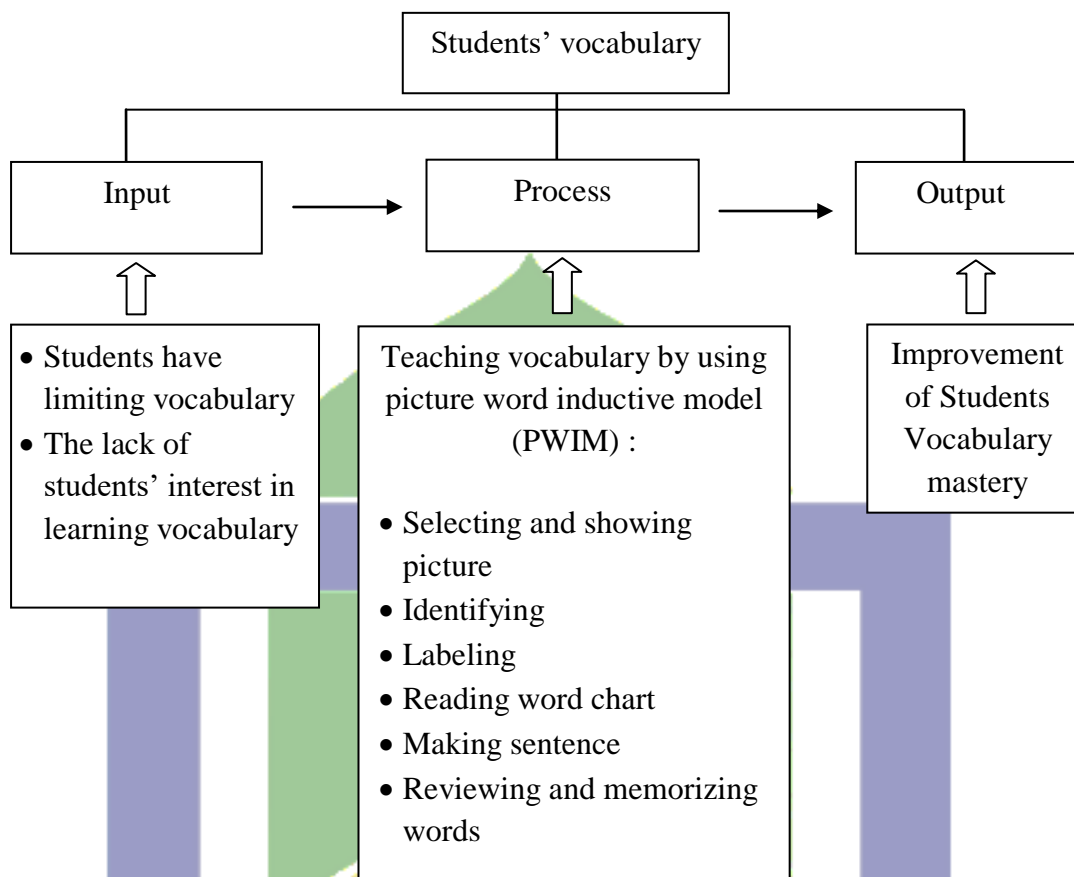 Students’ vocabulary
Input
Process
Output
• Students have
limiting vocabulary
• The lack of
students’ interest in
learning vocabulary
Teaching vocabulary by using
picture word inductive model
(PWIM) :
• Selecting and showing
picture
• Identifying
• Labeling
• Reading word chart
• Making sentence
• Reviewing and memorizing
words
Improvement
of Students
Vocabulary
mastery